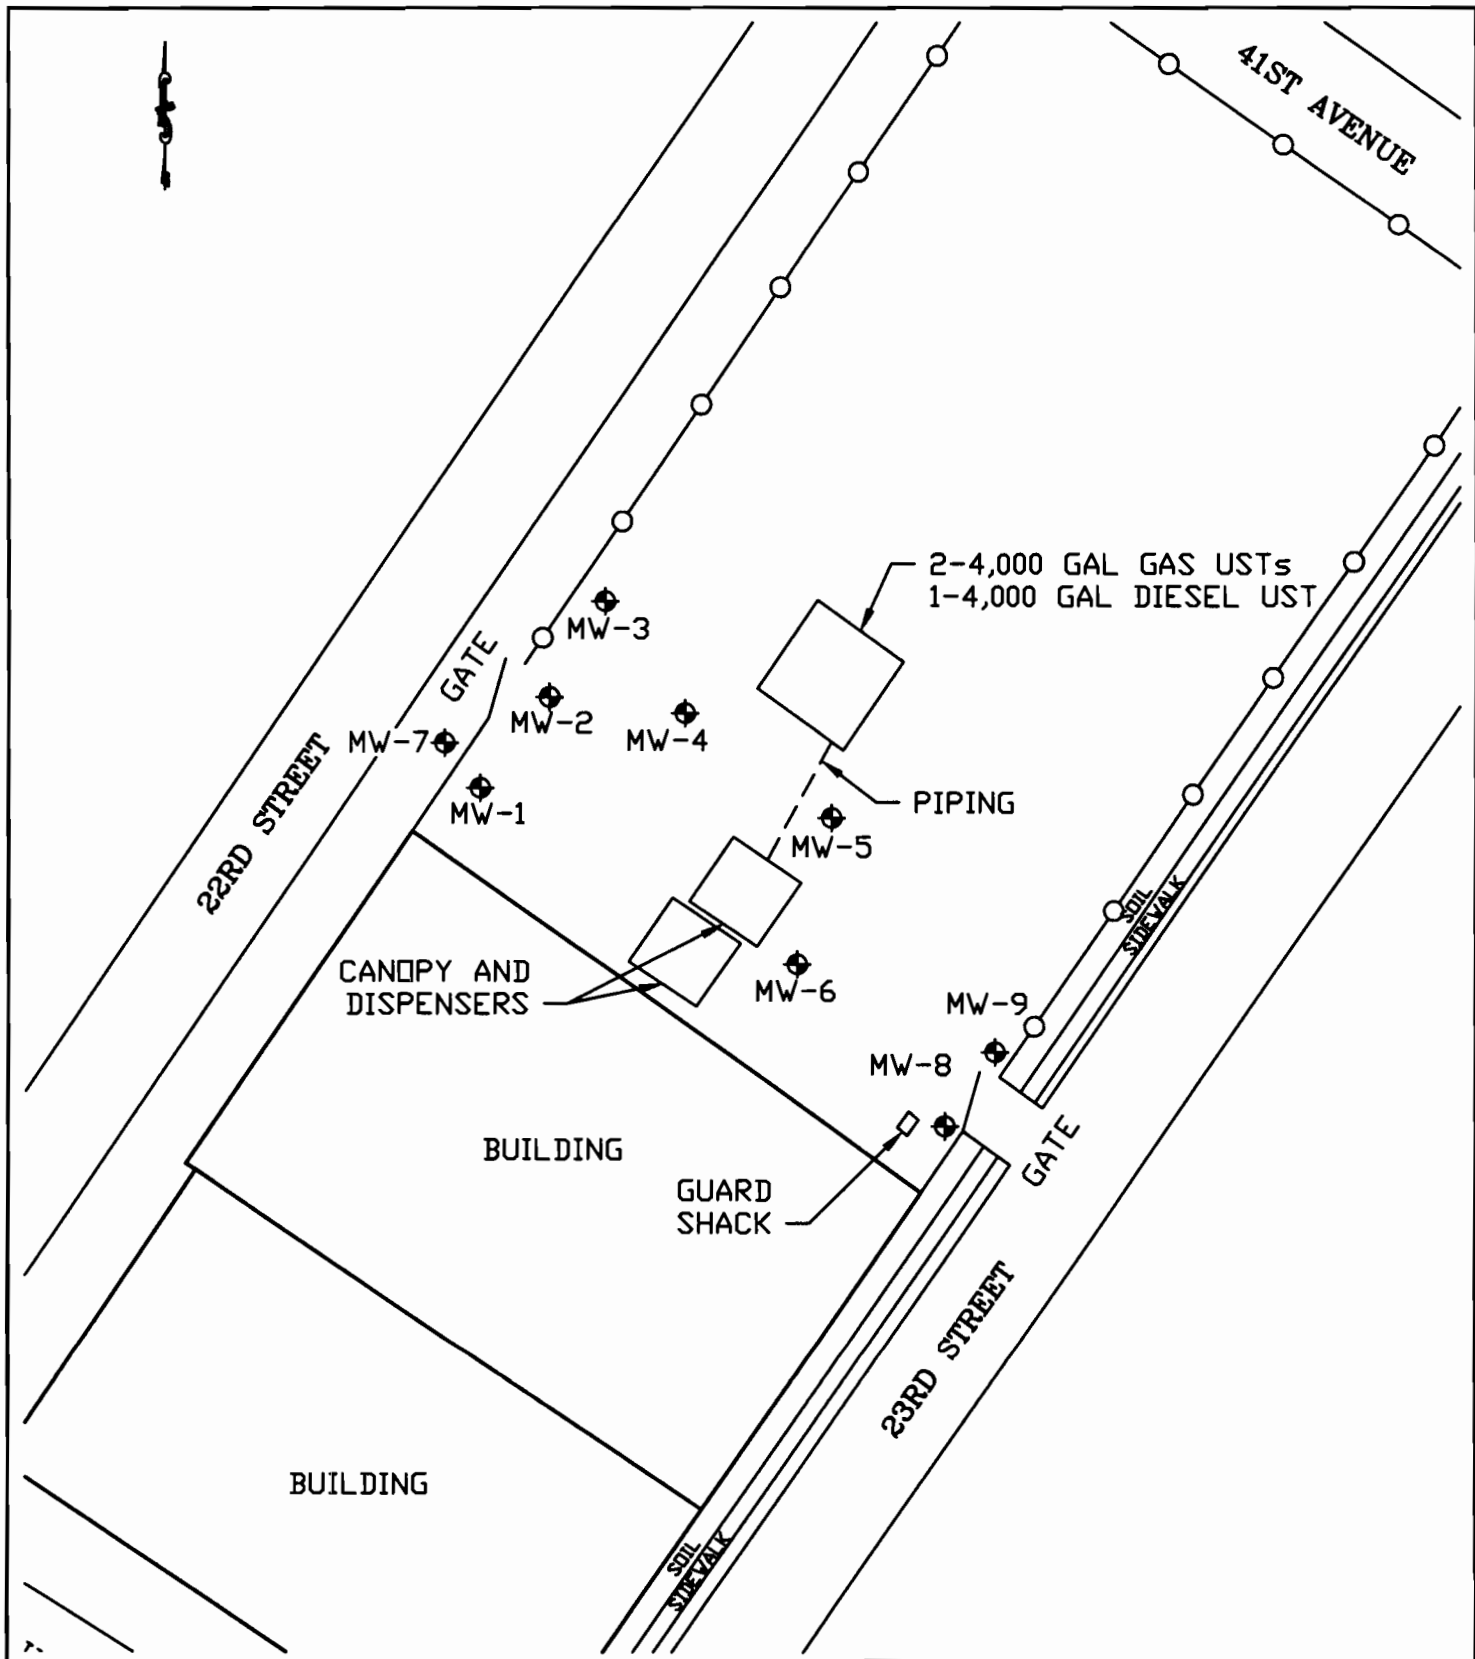 41ST AVENUE
2-4,000 GAL GAS USTs
1-4,000 GAL DIESEL UST
MW-3
GATE
MW-2
MW-4
MW-7
22RD STREET
MW-1
PIPING
MW-5
SOIL
SIDEWALK
CANOPY AND
DISPENSERS
MW-6
MW-9
MW-8
BUILDING
GATE
GUARD
SHACK
23RD STREET
BUILDING
SOIL
SIDEWALK